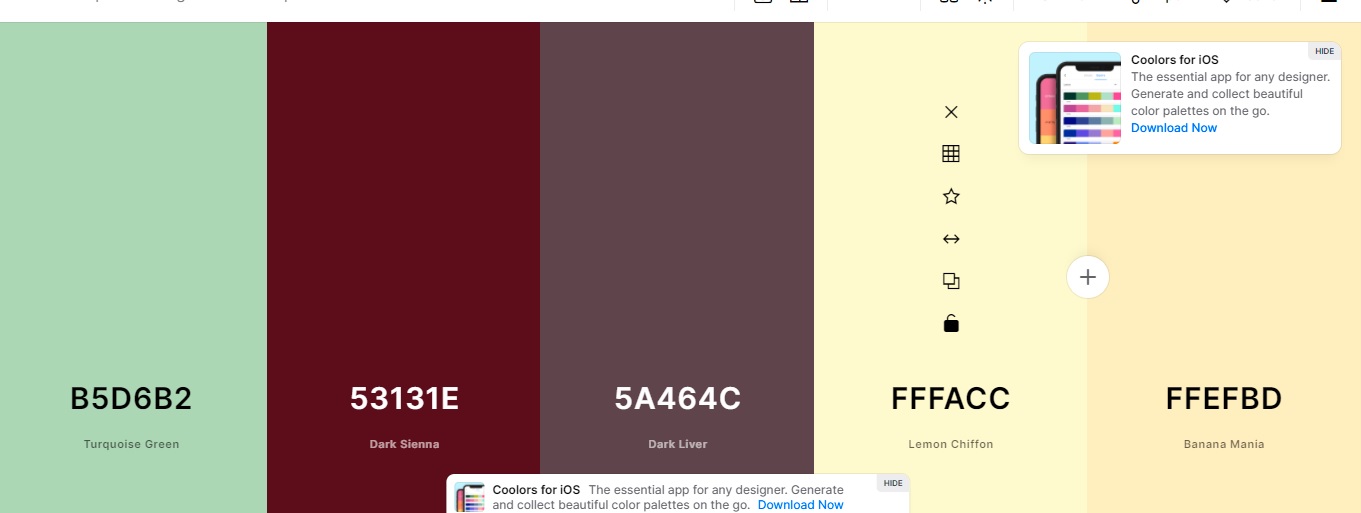 HIDE
Coolors for iOS
The essential app for any designer.
Generate and collect beautiful
color palettes on the go.
Download Now
B5D6B2
53131E
5A464C
FFFACC
FFEFBD
Turquoise Green
Dark Sienna
Dark Liver
Lemon Chiffon
Banana Mania
HIDE
Coolors for iOS The essential app for any designer. Generate
and collect beautiful color palettes on the go. Download Now